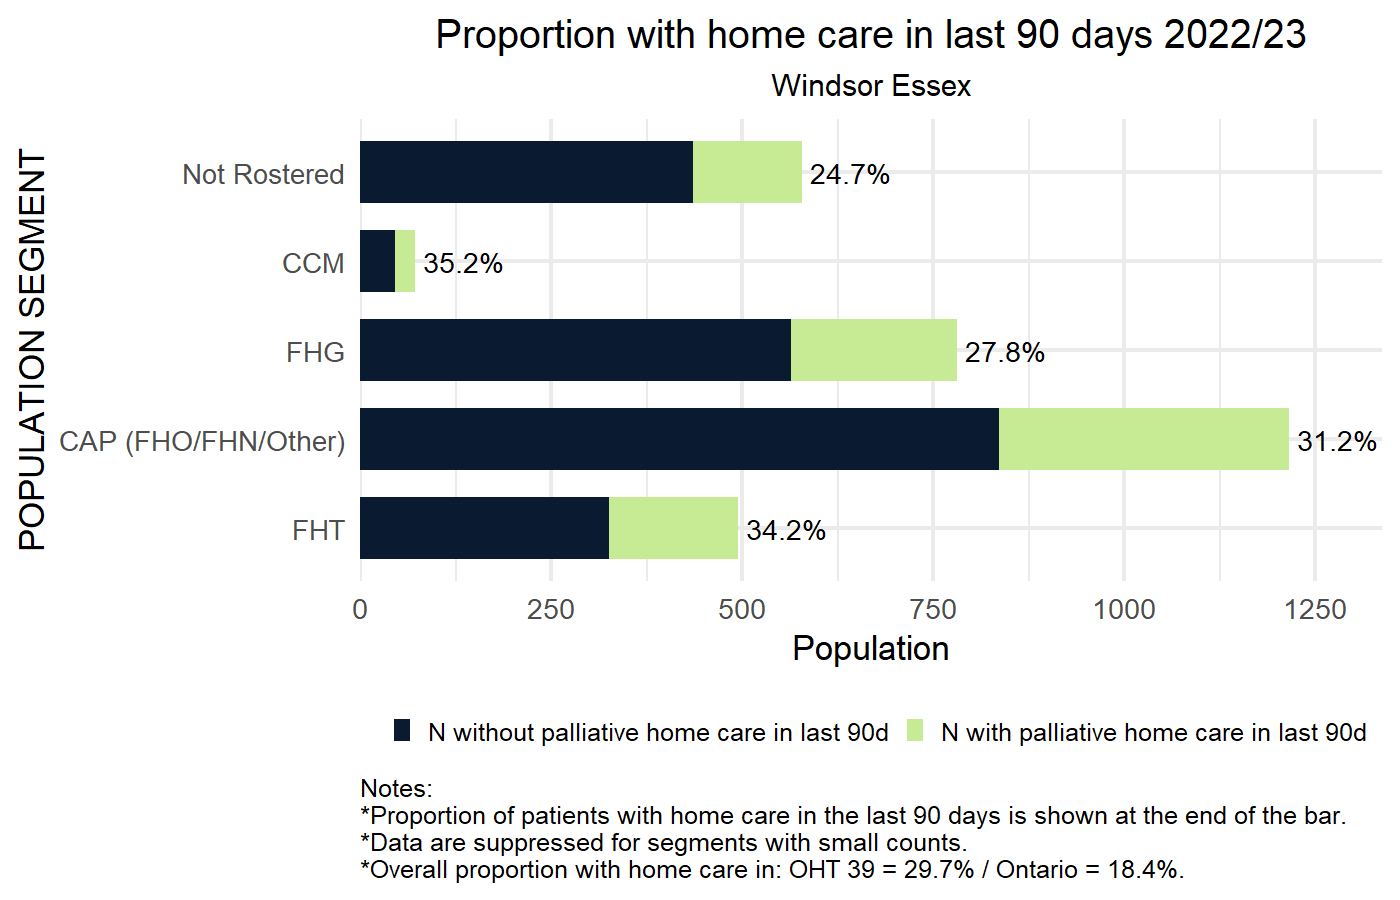 Proportion with home care in last 90 days 2022/23
Windsor Essex
POPULATION SEGMENT
Not Rostered
24.7%
CCM
35.2%
FHG
27.8%
CAP (FHO/FHN/Other)
31.2%
FHT
34.2%
0 250 500 750 1000 1250
Population
N without palliative home care in last 90d N with palliative home care in last 90d
Notes:
*Proportion of patients with home care in the last 90 days is shown at the end of the bar.
*Data are suppressed for segments with small counts.
*Overall proportion with home care in: OHT 39 = 29.7% / Ontario = 18.4%.